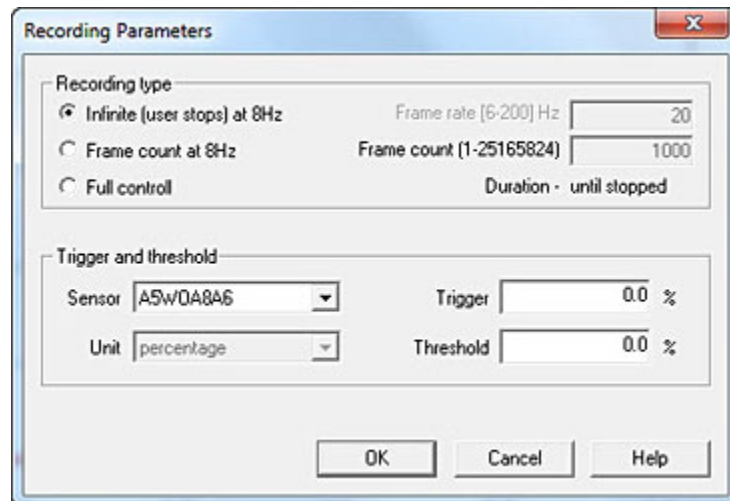 Recording Parameters
Recording type
Infinite (user stops) at 8Hz
Frame rate [6-200] Hz
20
Frame count at 8Hz
Frame count (1-25165824)
1000
Full controll
Duration - until stopped
Trigger and threshold
Sensor
A5W0A8A6
Trigger
0.0 %
Unit
percentage
Threshold
0.0 %
OK
Cancel
Help